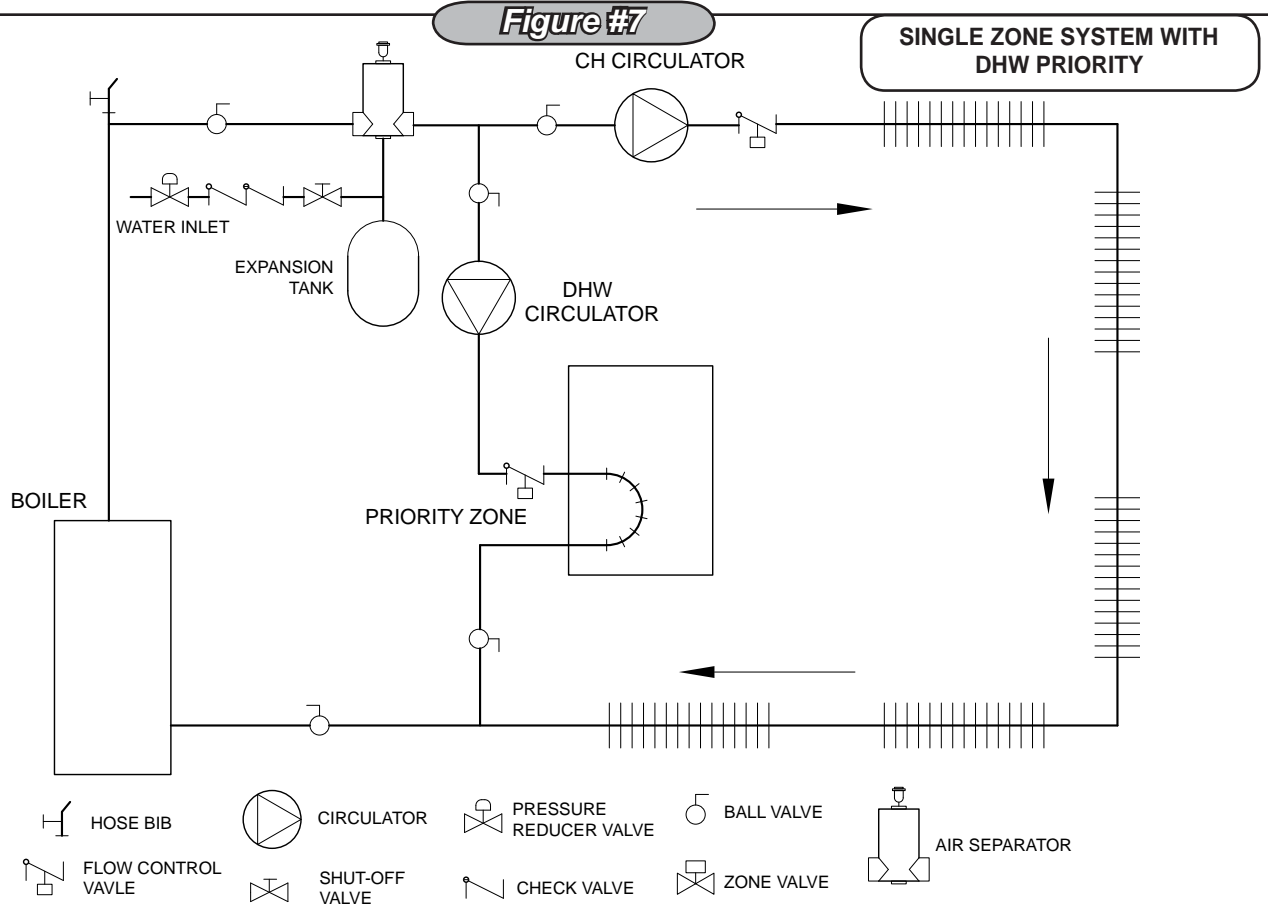 Figure #7
SINGLE ZONE SYSTEM WITH
DHW PRIORITY
CH CIRCULATOR
WATER INLET
EXPANSION
TANK
DHW
CIRCULATOR
BOILER
PRIORITY ZONE
HOSE BIB
CIRCULATOR
PRESSURE
REDUCER VALVE
BALL VALVE
AIR SEPARATOR
FLOW CONTROL
VAVLE
SHUT-OFF
VALVE
CHECK VALVE
ZONE VALVE